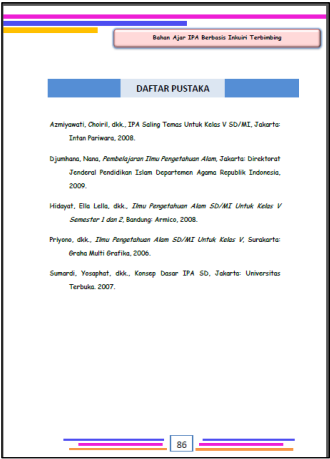 Bahan Ajar IPA Berbasis Inkuiri Terbimbing
DAFTAR PUSTAKA
Azmiyawati, Choiril, dkk., IPA Saling Temas Untuk Kelas V SD/MI, Jakarta:
Intan Pariwara, 2008.
Djumhana, Nana, Pembelajaran Ilmu Pengetahuan Alam, Jakarta: Direktorat
Jenderal Pendidikan Islam Departemen Agama Republik Indonesia,
2009.
Hidayat, Ella Lella, dkk., Ilmu Pengetahuan Alam SD/MI Untuk Kelas V
Semester 1 dan 2, Bandung: Armico, 2008.
Priyono, dkk., Ilmu Pengetahuan Alam SD/MI Untuk Kelas V, Surakarta:
Graha Multi Grafika, 2006.
Sumardi, Yosaphat, dkk., Konsep Dasar IPA SD, Jakarta: Universitas
Terbuka. 2007.
86